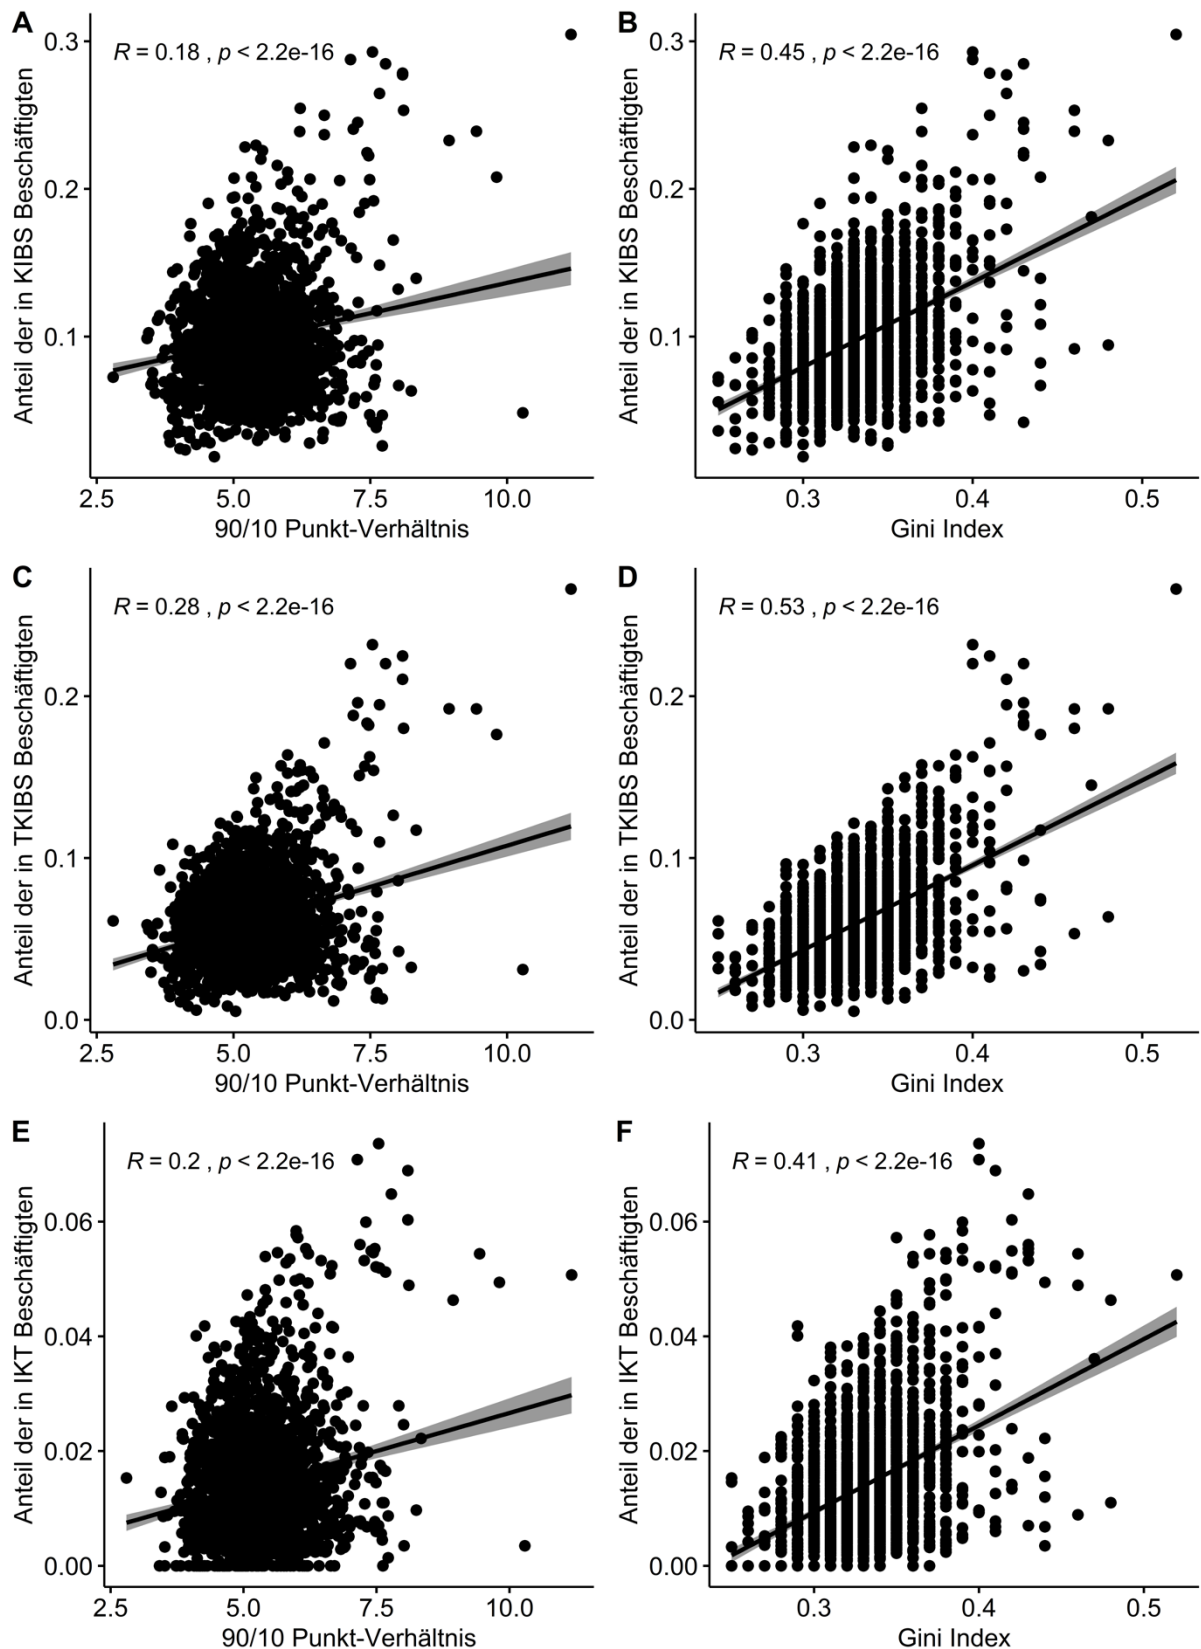 A
B
R = 0.18 , p < 2.2e-16
R = 0.45 , p < 2.2e-16
Anteil der in KIBS Beschäftigten
0.3
0.2
0.1
2.5 5.0 7.5 10.0
90/10 Punkt-Verhältnis
Anteil der in KIBS Beschäftigten
0.3
0.2
0.1
0.3 0.4 0.5
Gini Index
C
D
R = 0.28 , p < 2.2e-16
R = 0.53 , p < 2.2e-16
Anteil der in TKIBS Beschäftigten
0.2
0.1
0.0
2.5 5.0 7.5 10.0
90/10 Punkt-Verhältnis
Anteil der in TKIBS Beschäftigten
0.2
0.1
0.0
0.3 0.4 0.5
Gini Index
E
F
R = 0.2 , p < 2.2e-16
R = 0.41 , p < 2.2e-16
Anteil der in IKT Beschäftigten
0.06
0.04
0.02
0.00
2.5 5.0 7.5 10.0
90/10 Punkt-Verhältnis
Anteil der in IKT Beschäftigten
0.06
0.04
0.02
0.00
0.3 0.4 0.5
Gini Index